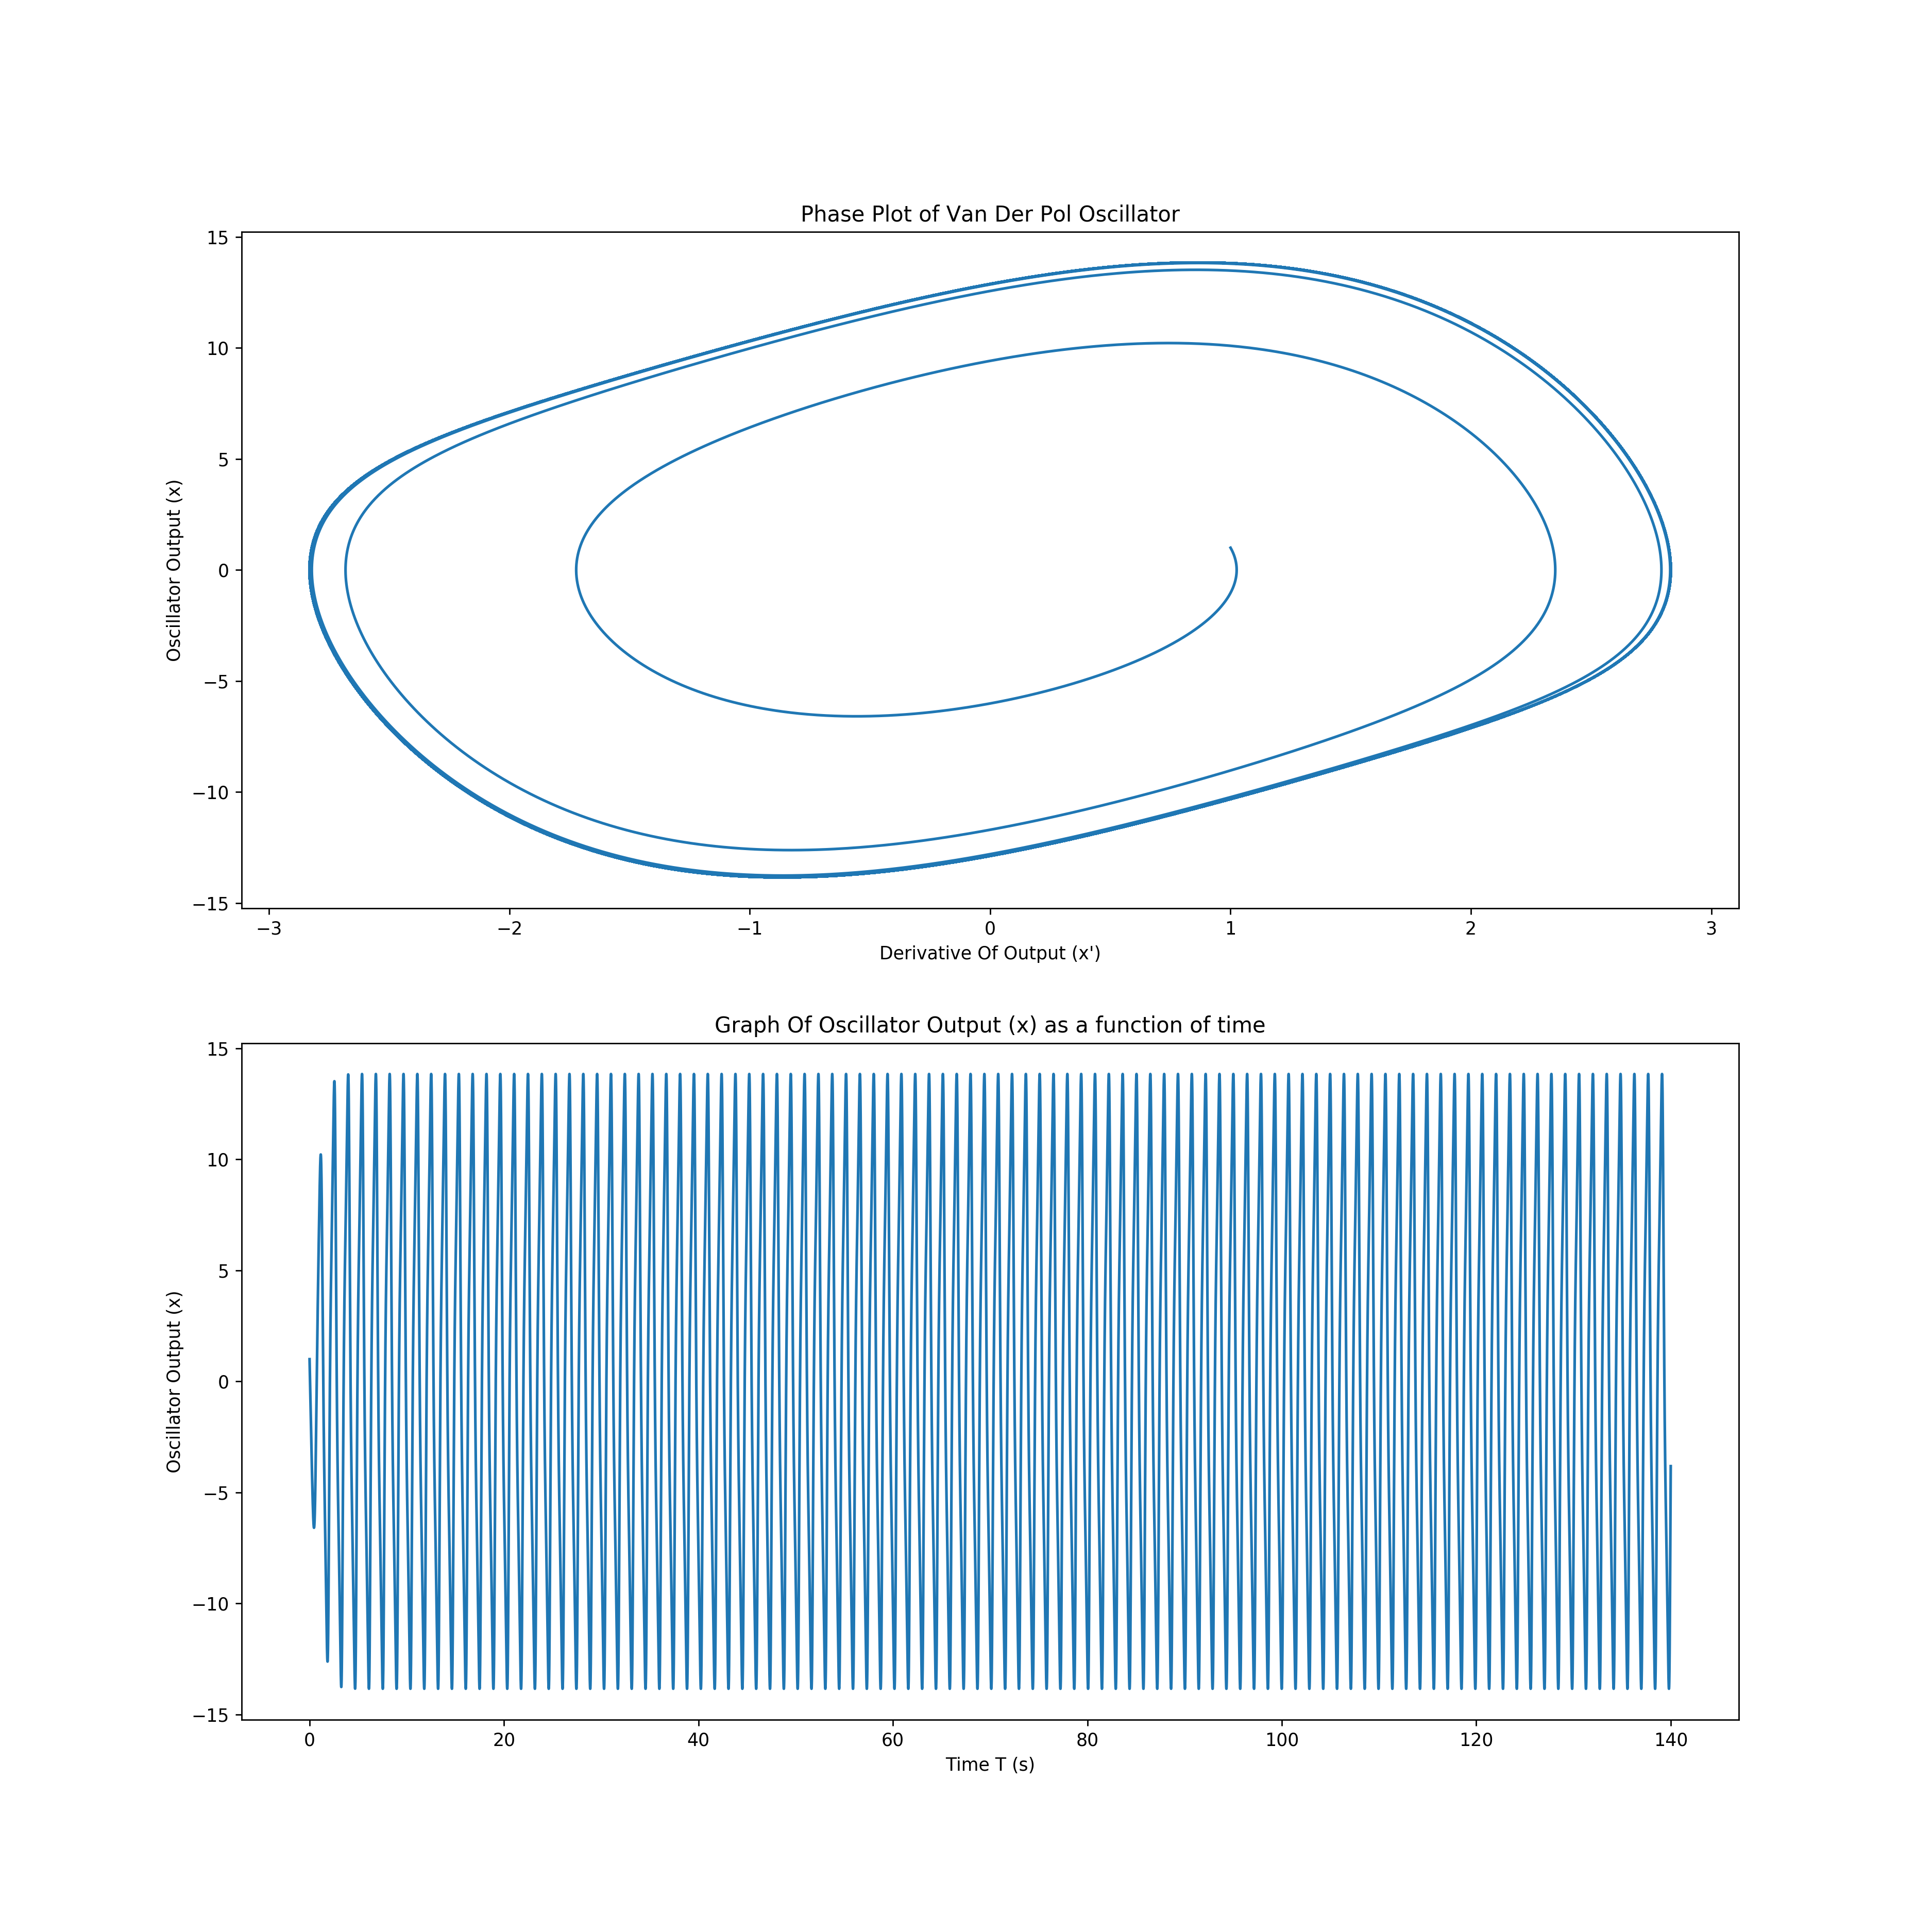 Phase Plot of Van Der Pol Oscillator
15
10
5
0
−5
−10
−15
Oscillator Output (x)
−3 −2 −1 0 1 2 3
Derivative Of Output (x')
Graph Of Oscillator Output (x) as a function of time
15
10
5
0
−5
−10
−15
Oscillator Output (x)
0 20 40 60 80 100 120 140
Time T (s)